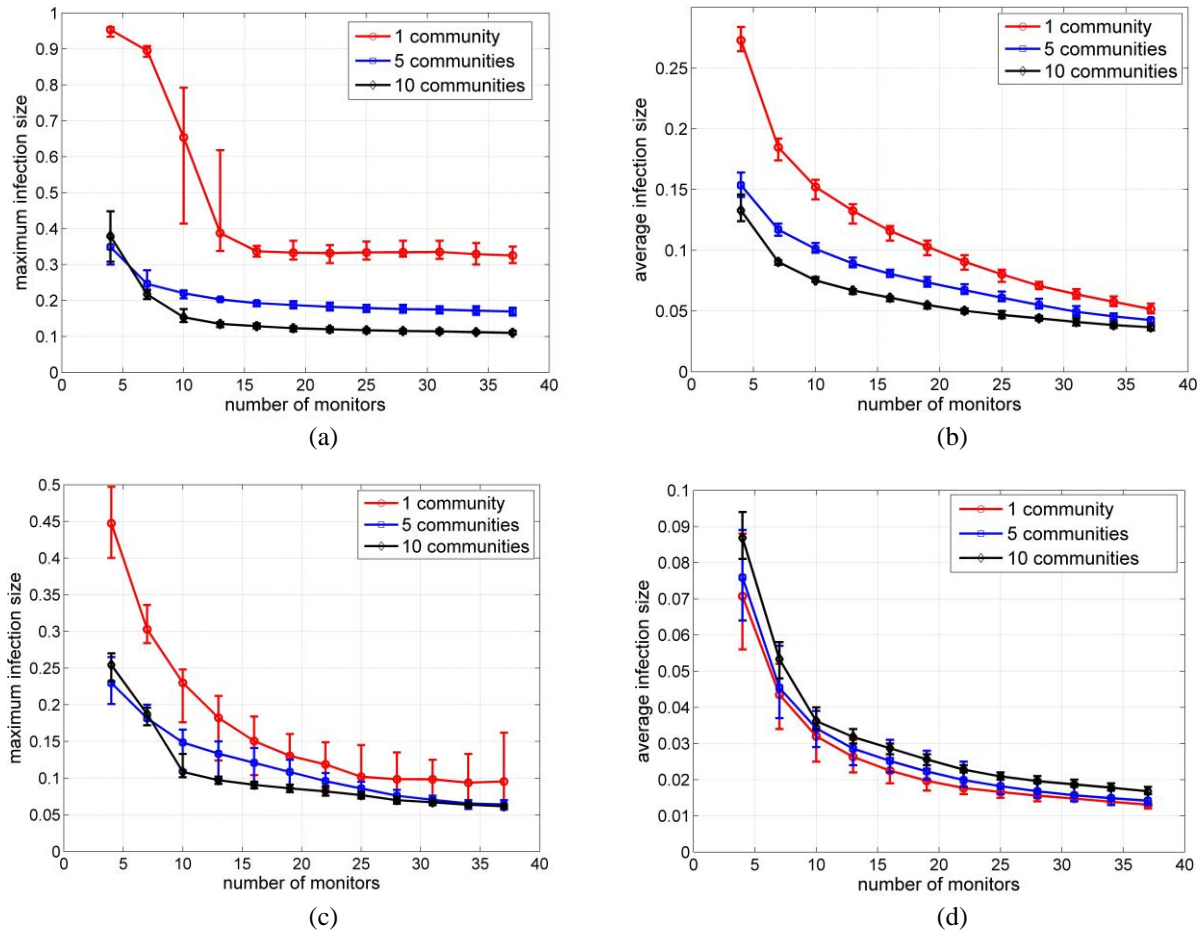 1
0.9
0.8
0.7
0.6
0.5
0.4
0.3
0.2
0.1
0
maximum infection size
1 community
5 communities
10 communities
0 5 10 15 20 25 30 35 40
number of monitors
(a)
0.25
0.2
0.15
0.1
0.05
0
average infection size
1 community
5 communities
10 communities
0 5 10 15 20 25 30 35 40
number of monitors
(b)
0.5
0.45
0.4
0.35
0.3
0.25
0.2
0.15
0.1
0.05
0
maximum infection size
1 community
5 communities
10 communities
0 5 10 15 20 25 30 35 40
number of monitors
(c)
0.1
0.09
0.08
0.07
0.06
0.05
0.04
0.03
0.02
0.01
0
average infection size
1 community
5 communities
10 communities
0 5 10 15 20 25 30 35 40
number of monitors
(d)